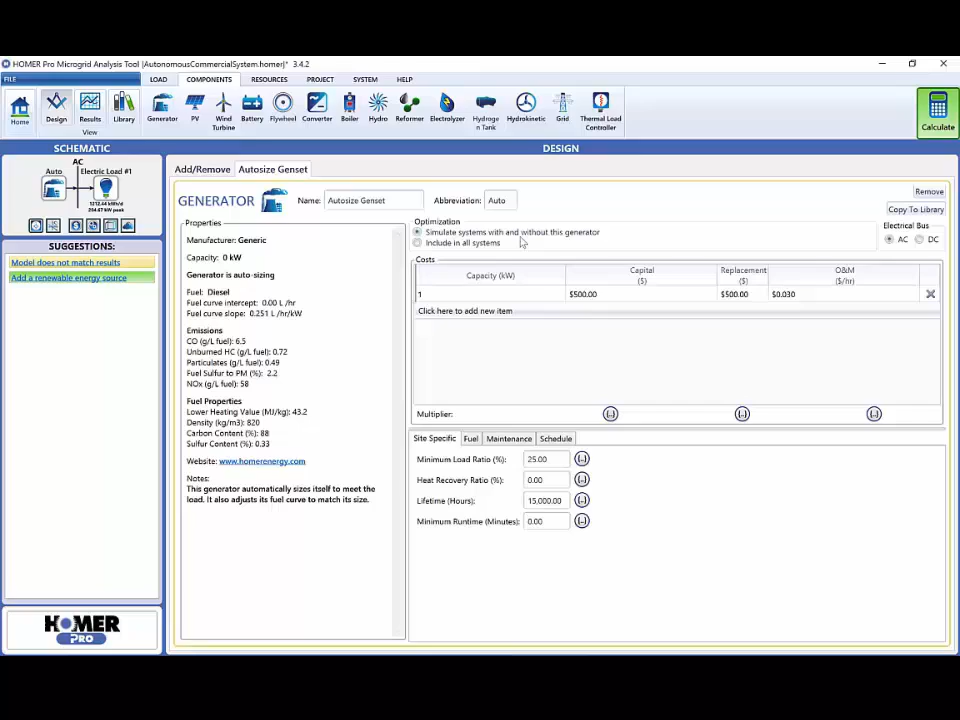 HOMER Pro Microgrid Analysis Tool [AutonomousCommercialSystem.homer]* 3.4.2
FILE
LOAD COMPONENTS RESOURCES PROJECT SYSTEM HELP
Home
Design
Results
Library
View
Generator
PV
Wind
Turbine
Battery
Flywheel
Converter
Boiler
Hydro
Reformer
Electrolyzer
Hydroge
n Tank
Hydrokinetic
Grid
Thermal Load
Controller
Calculate
SCHEMATIC
DESIGN
AC
Auto
Electric Load #1
SUGGESTIONS:
Model does not match results
Add a renewable energy source
HOMER
PRO
Add/Remove Autosize Genset
GENERATOR
Name: Autosize Genset
Abbreviation: Auto
Remove
Copy To Library
Properties
Manufacturer: Generic
Capacity: 0 kW
Generator is auto-sizing
Fuel: Diesel
Fuel curve intercept: 0.00 L /hr
Fuel curve slope: 0.251 L /hr/kW
Emissions
CO (g/L fuel): 6.5
Unburned HC (g/L fuel): 0.72
Particulates (g/L fuel): 0.49
Fuel Sulfur to PM (%): 2.2
NOx (g/L fuel): 58
Fuel Properties
Lower Heating Value (MJ/kg): 43.2
Density (kg/m3): 820
Carbon Content (%): 88
Sulfur Content (%): 0.33
Website: www.homerenergy.com
Notes:
This generator automatically sizes itself to meet the
load. It also adjusts its fuel curve to match its size.
Optimization
Simulate systems with and without this generator
Include in all systems
Electrical Bus
AC DC
Costs
Capacity (kW)
Capital
($)
Replacement
($)
O&M
($/hr)
1 $500.00 $500.00 $0.030
Click here to add new item
Multiplier: (..) (..) (..)
Site Specific Fuel Maintenance Schedule
Minimum Load Ratio (%): 25.00 (..)
Heat Recovery Ratio (%): 0.00 (..)
Lifetime (Hours): 15,000.00 (..)
Minimum Runtime (Minutes): 0.00 (..)